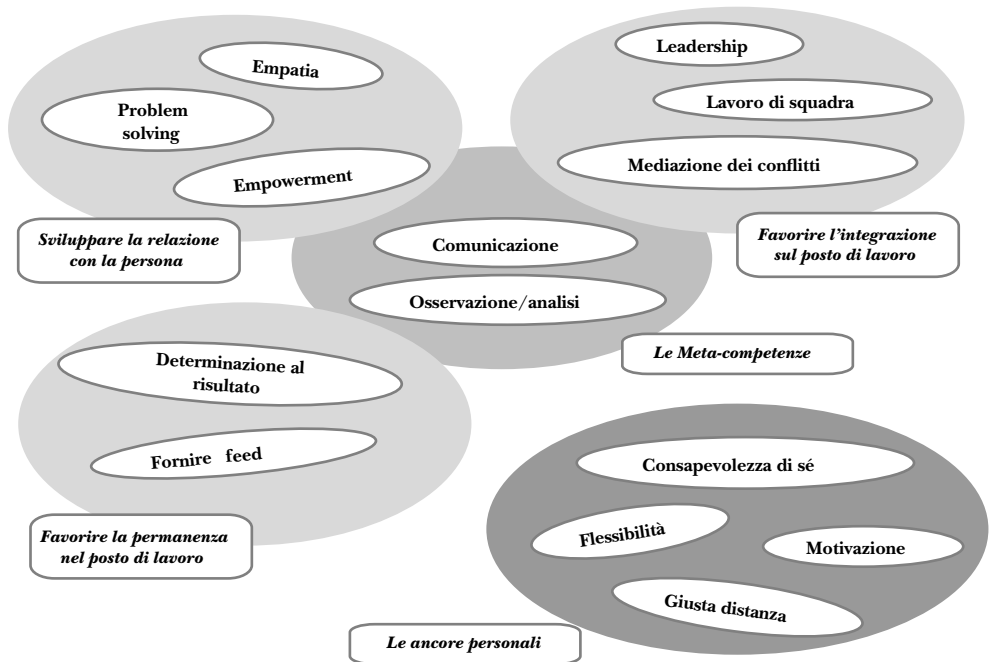 Empatia
Problem
solving
Empowerment
Sviluppare la relazione
con la persona
Leadership
Lavoro di squadra
Mediazione dei conflitti
Favorire l'integrazione
sul posto di lavoro
Comunicazione
Osservazione/analisi
Le Meta-competenze
Determinazione al
risultato
Fornire feed
Favorire la permanenza
nel posto di lavoro
Consapevolezza di sé
Flessibilità
Motivazione
Giusta distanza
Le ancore personali